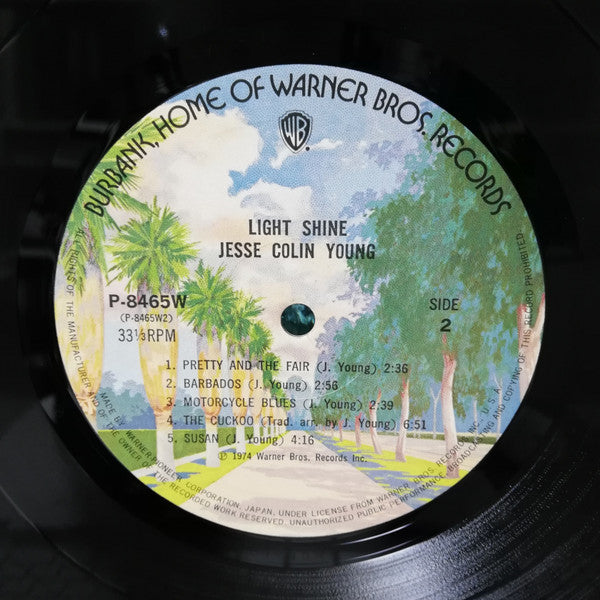 BURBANK, HOME OF WARNER BROS. RECORDS
WB
LIGHT SHINE
JESSE COLIN YOUNG
P-8465W
(P-8465W2)
33⅓RPM
SIDE
2
1. PRETTY AND THE FAIR (J. Young) 2:36
2. BARBADOS (J. Young) 2:56
3. MOTORCYCLE BLUES (J. Young) 2:39
4. THE CUCKOO (Trad. arr. by J. Young) 6:51
5. SUSAN (J. Young) 4:16
Ⓟ 1974 Warner Bros. Records Inc.
MADE BY WARNER-PIONEER CORPORATION, JAPAN, UNDER LICENSE FROM WARNER BROS RECORDS INC., U.S.A.
ALL RIGHTS OF THE MANUFACTURER AND OF THE OWNER OF THE RECORDED WORK RESERVED. UNAUTHORIZED PUBLIC PERFORMANCE, BROADCASTING AND COPYING OF THIS RECORD PROHIBITED.